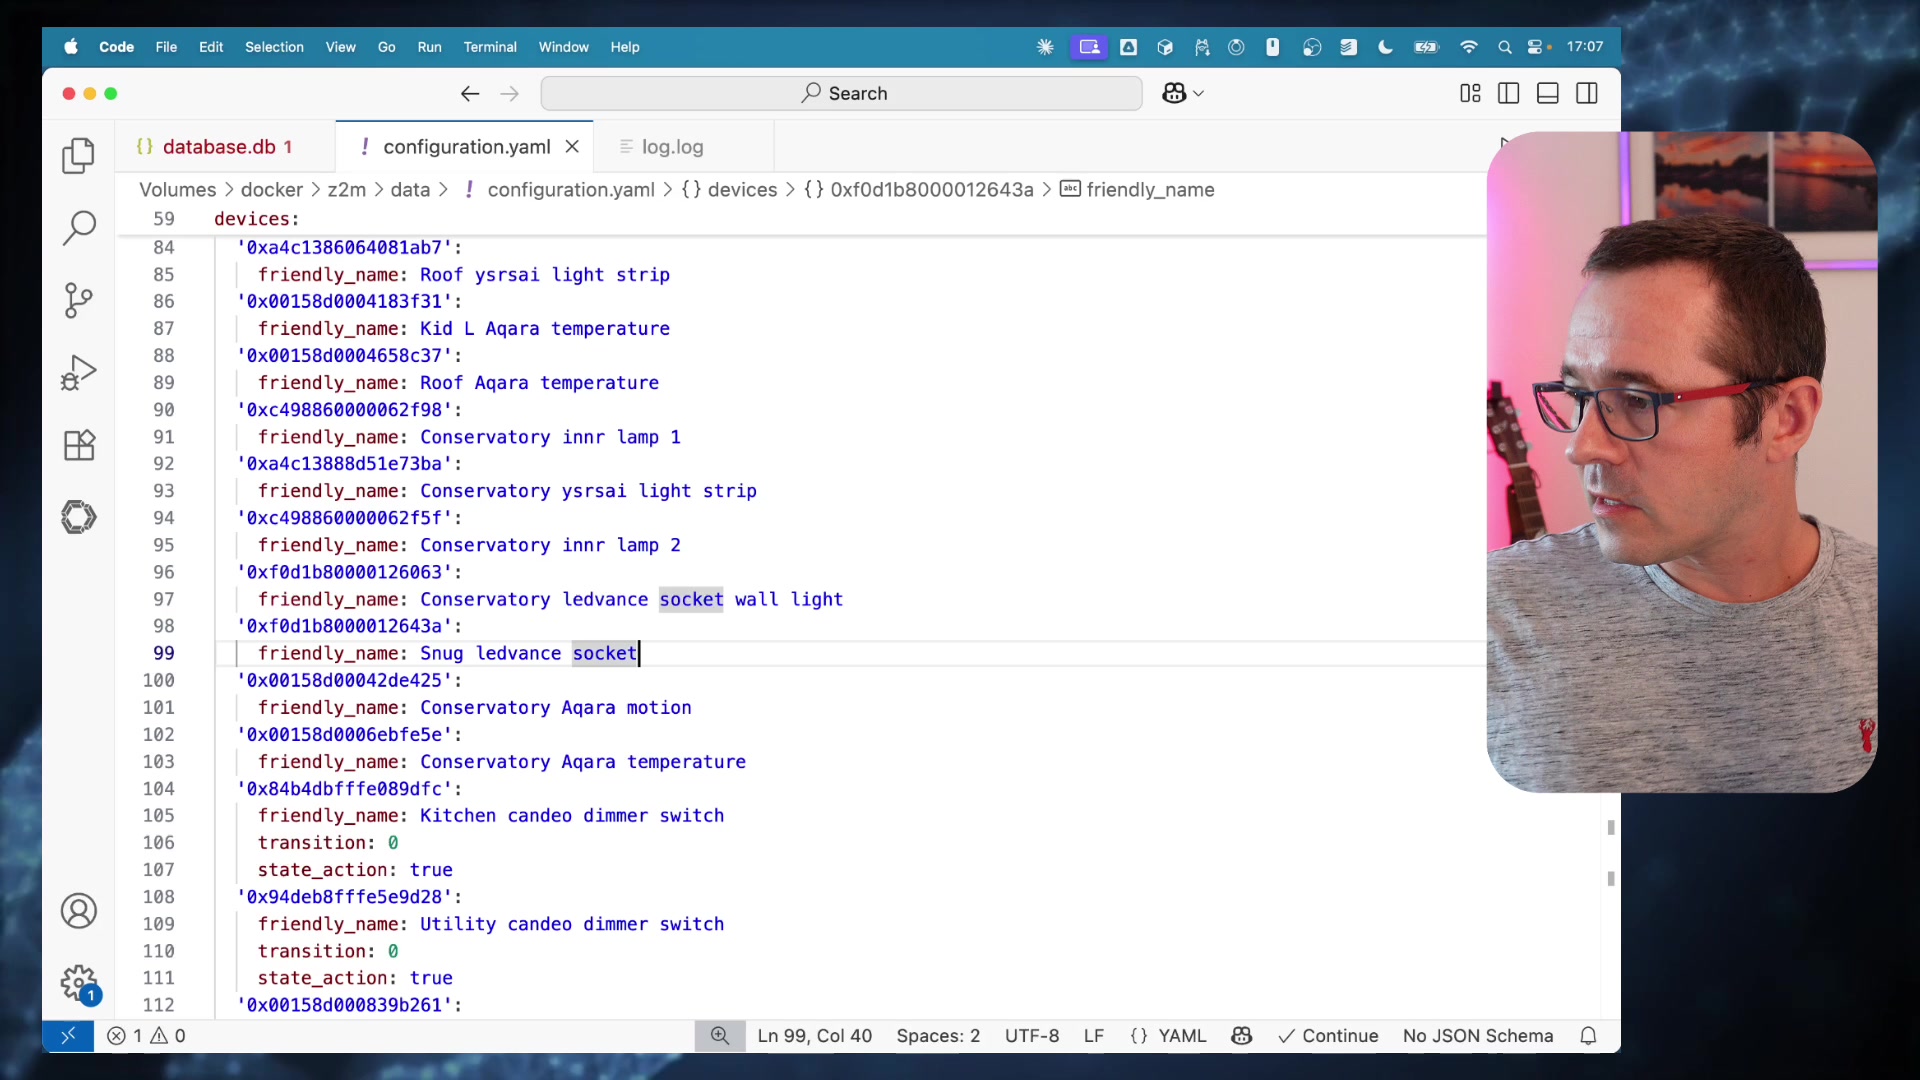 Code File Edit Selection View Go Run Terminal Window Help 17:07
Search
database.db 1 configuration.yaml log.log
Volumes > docker > z2m > data > ! configuration.yaml > {} devices > {} 0xf0d1b8000012643a > abc friendly_name
59 devices:
84 '0xa4c1386064081ab7':
85 friendly_name: Roof ysrsai light strip
86 '0x00158d0004183f31':
87 friendly_name: Kid L Aqara temperature
88 '0x00158d0004658c37':
89 friendly_name: Roof Aqara temperature
90 '0xc498860000062f98':
91 friendly_name: Conservatory innr lamp 1
92 '0xa4c13888d51e73ba':
93 friendly_name: Conservatory ysrsai light strip
94 '0xc498860000062f5f':
95 friendly_name: Conservatory innr lamp 2
96 '0xf0d1b80000126063':
97 friendly_name: Conservatory ledvance socket wall light
98 '0xf0d1b8000012643a':
99 friendly_name: Snug ledvance socket
100 '0x00158d00042de425':
101 friendly_name: Conservatory Aqara motion
102 '0x00158d0006ebfe5e':
103 friendly_name: Conservatory Aqara temperature
104 '0x84b4dbfffe089dfc':
105 friendly_name: Kitchen candeo dimmer switch
106 transition: 0
107 state_action: true
108 '0x94deb8fffe5e9d28':
109 friendly_name: Utility candeo dimmer switch
110 transition: 0
111 state_action: true
112 '0x00158d000839b261':
1
1 0 Ln 99, Col 40 Spaces: 2 UTF-8 LF {} YAML Continue No JSON Schema